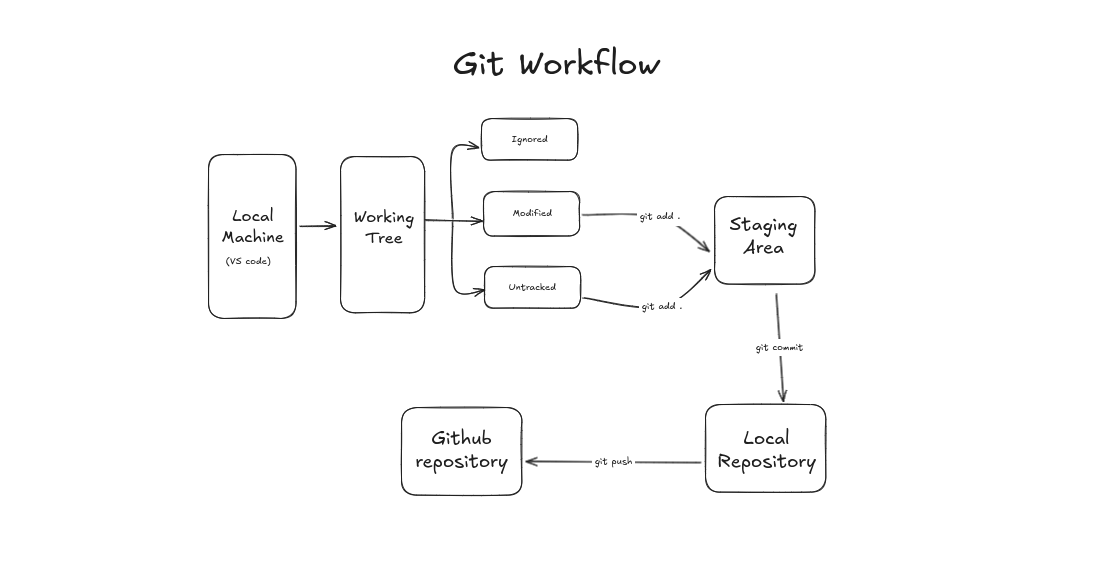 Git Workflow
Ignored
Local
Machine
(VS code)
Working
Tree
Modified
git add .
Staging
Area
Untracked
git add .
git commit
Github
repository
git push
Local
Repository